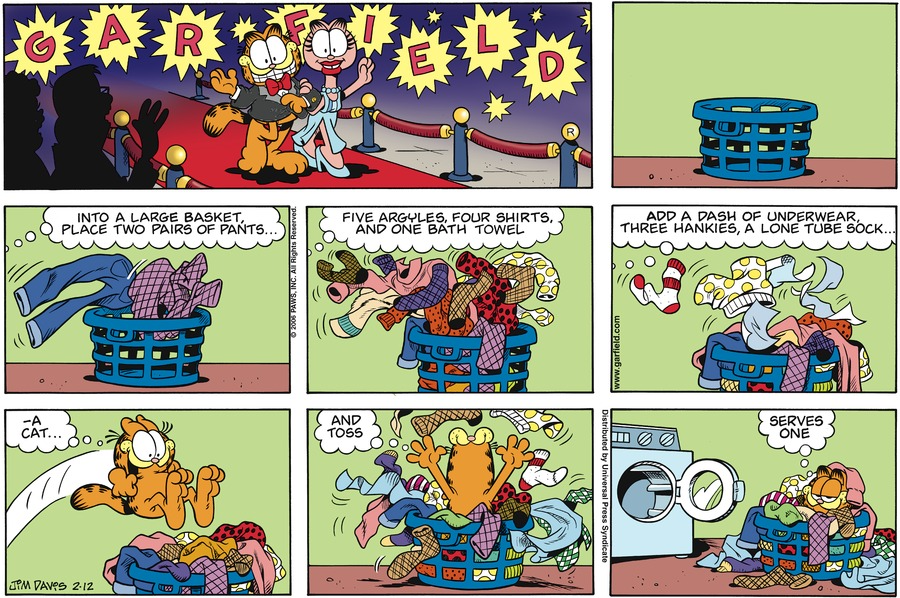 GARFIELD
R
INTO A LARGE BASKET,
PLACE TWO PAIRS OF PANTS...
© 2006 PAWS, INC. All Rights Reserved.
FIVE ARGYLES, FOUR SHIRTS,
AND ONE BATH TOWEL
ADD A DASH OF UNDERWEAR,
THREE HANKIES, A LONE TUBE SOCK...
www.garfield.com
-A
CAT...
JIM DAVIS 2-12
AND
TOSS
Distributed by Universal Press Syndicate
SERVES
ONE